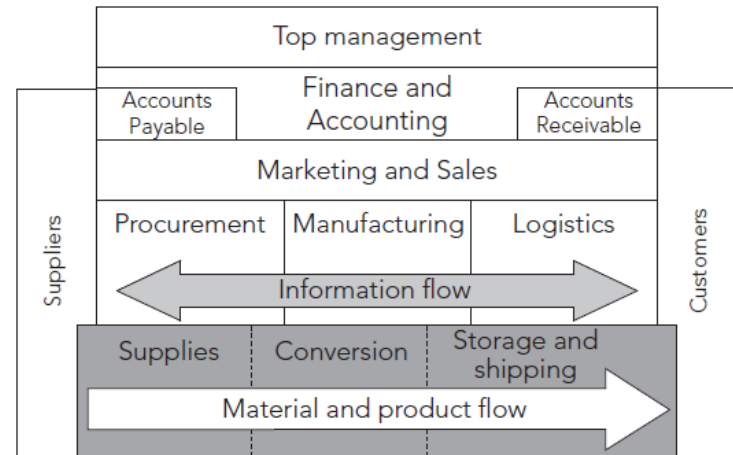 Top management
Finance and
Accounting
Accounts
Payable
Accounts
Receivable
Marketing and Sales
Procurement
Manufacturing
Logistics
Suppliers
Customers
Information flow
Supplies
Conversion
Storage and
shipping
Material and product flow